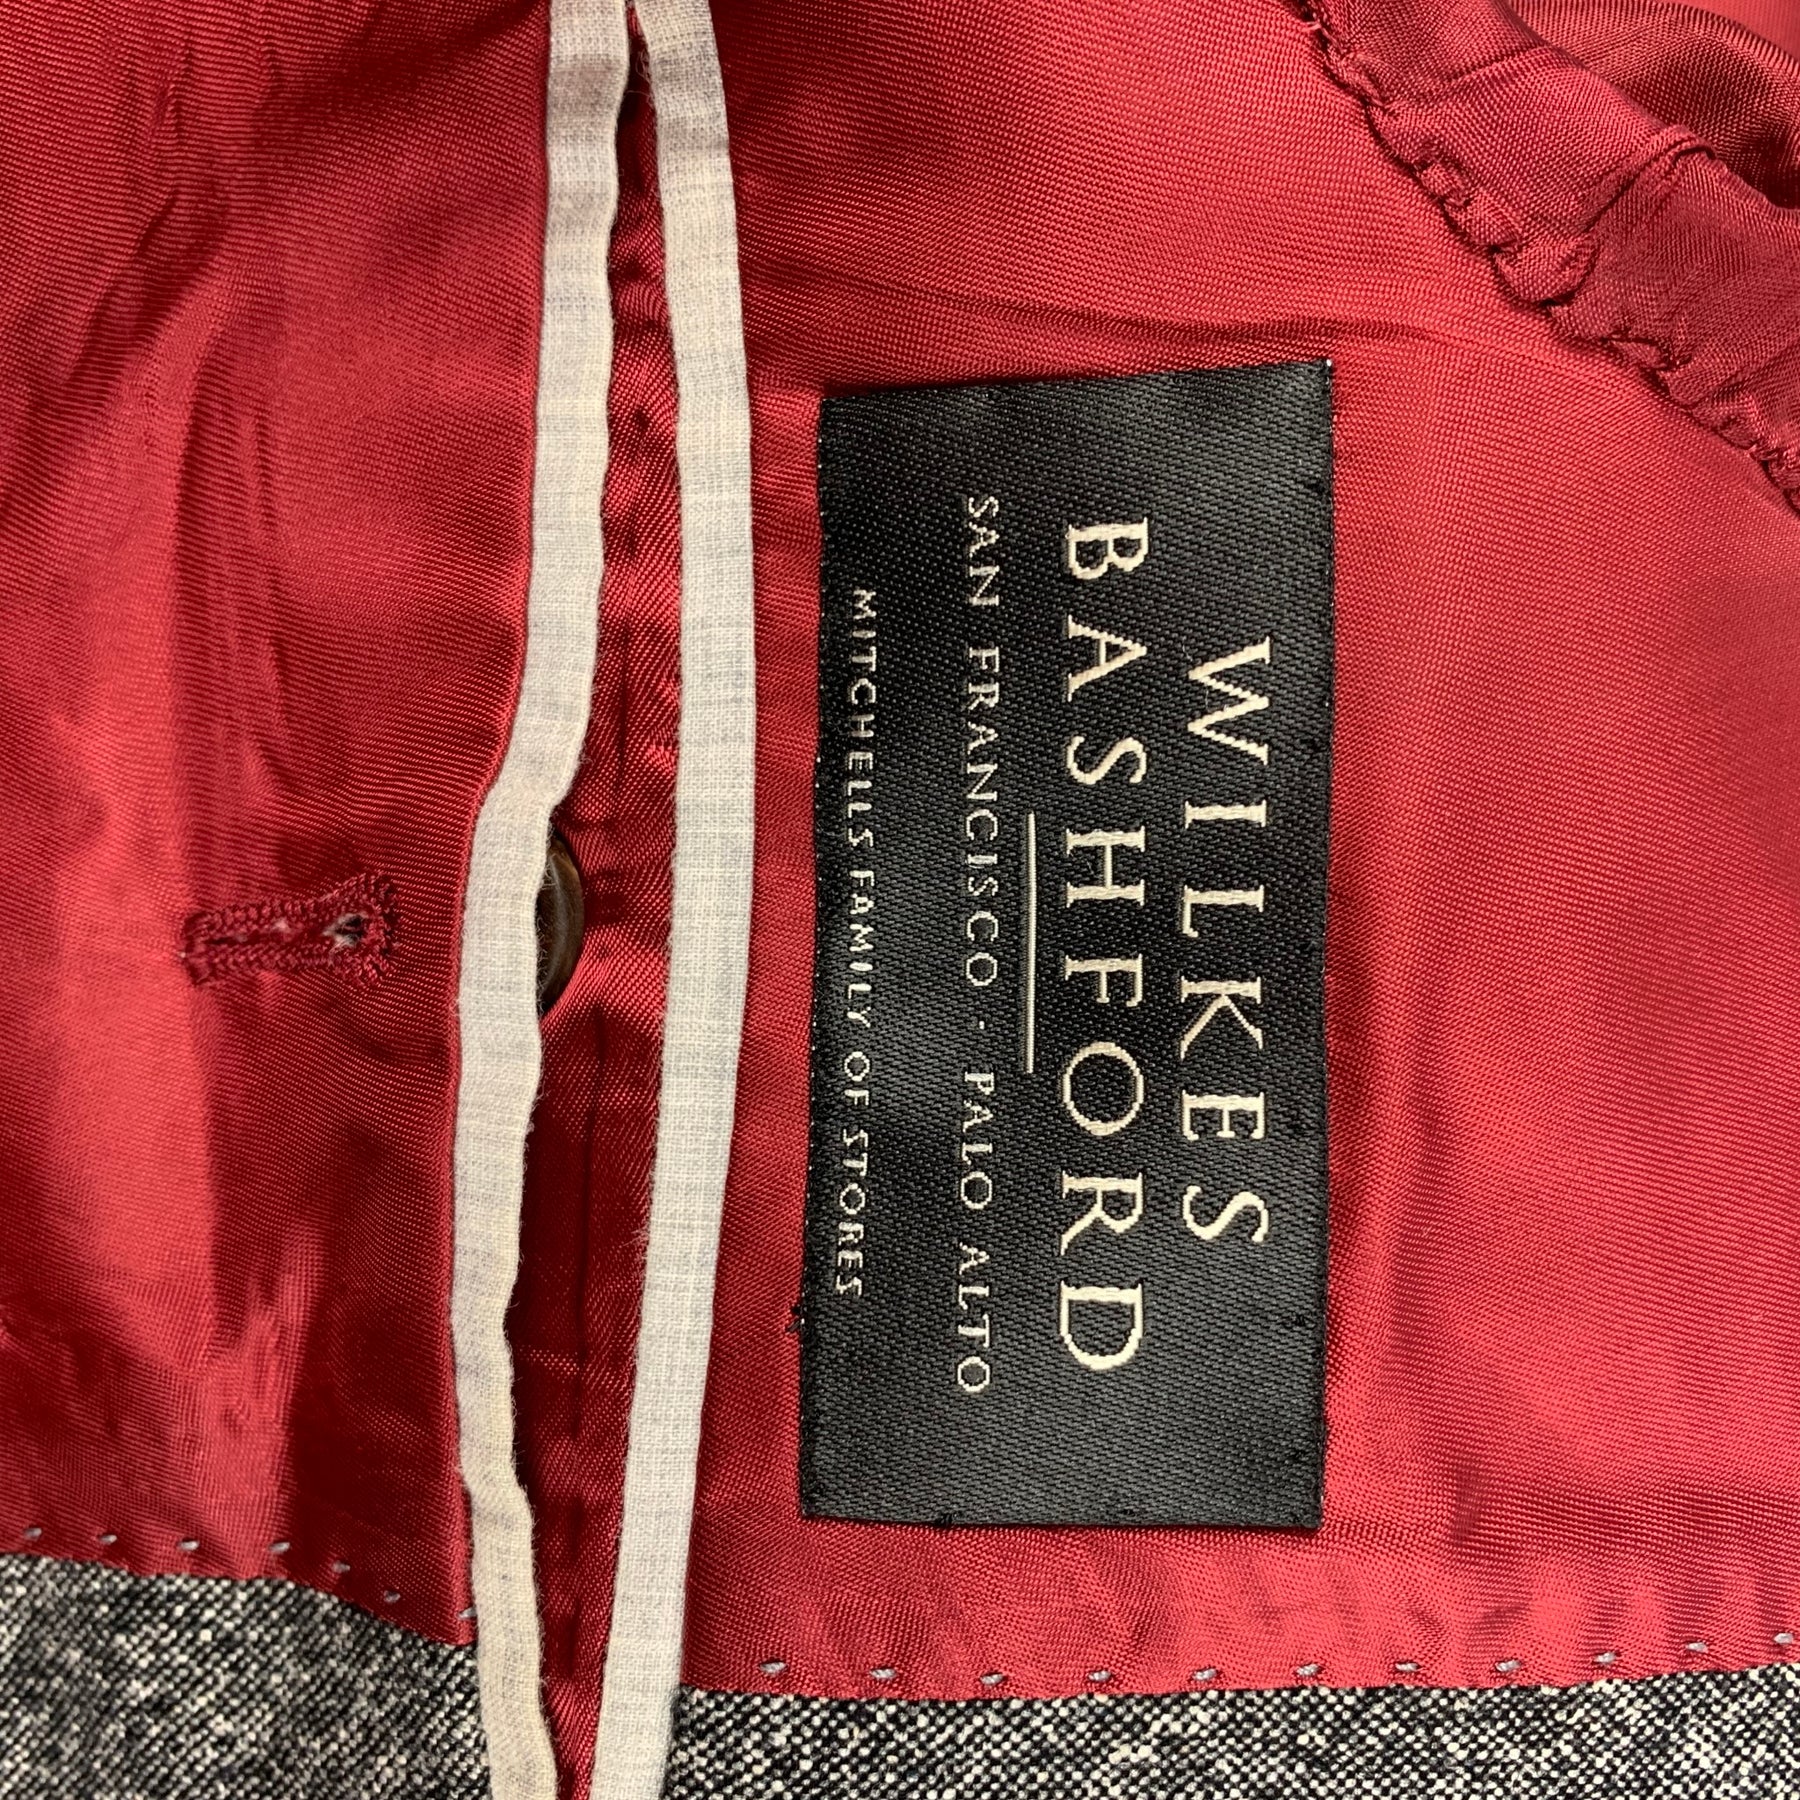 WILKES
BASHFORD
SAN FRANCISCO · PALO ALTO
MITCHELLS FAMILY OF STORES